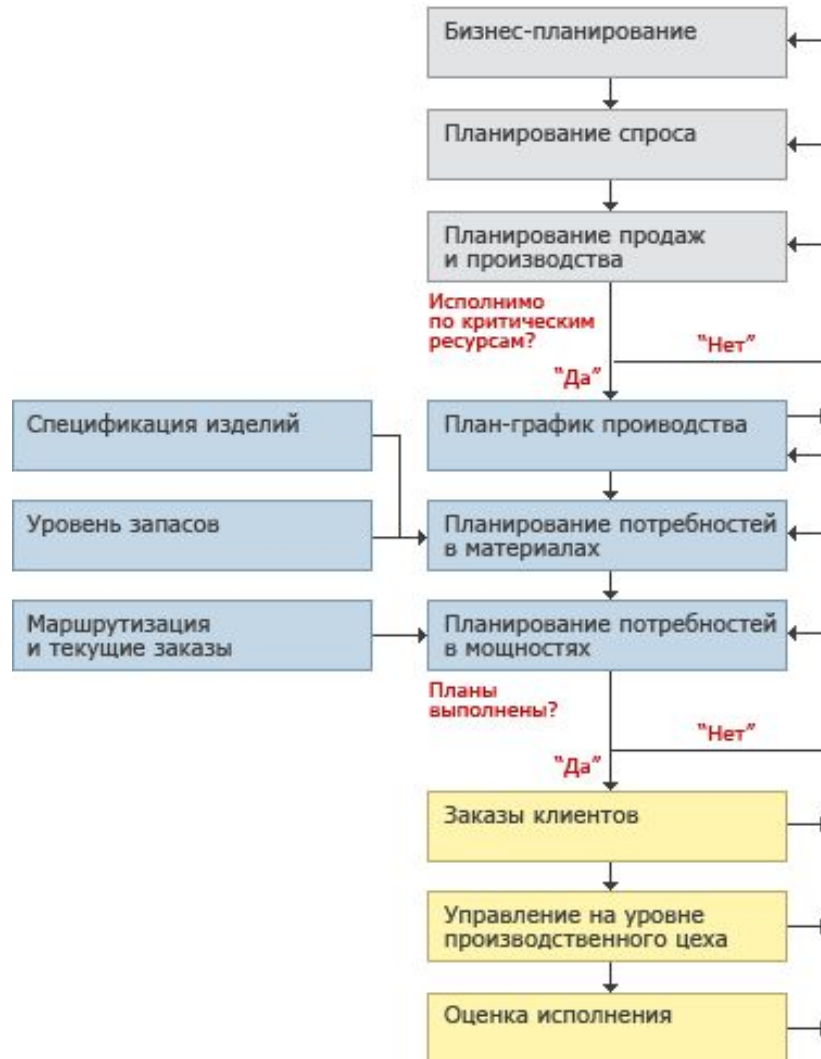 Бизнес-планирование
Планирование спроса
Планирование продаж
и производства
Исполнимо
по критическим
ресурсам?
“Нет”
“Да”
Спецификация изделий
План-график проиводства
Уровень запасов
Планирование потребностей
в материалах
Маршрутизация
и текущие заказы
Планирование потребностей
в мощностях
Планы
выполнены?
“Нет”
“Да”
Заказы клиентов
Управление на уровне
производственного цеха
Оценка исполнения